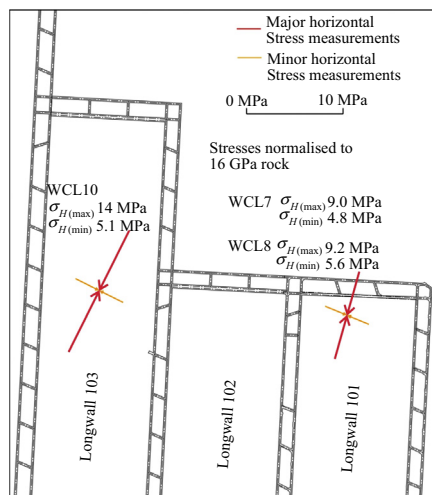 Major horizontal
Stress measurements
Minor horizontal
Stress measurements
0 MPa 10 MPa
Stresses normalised to
16 GPa rock
WCL10
σH(max) 14 MPa
σH(min) 5.1 MPa
WCL7 σH(max) 9.0 MPa
σH(min) 4.8 MPa
WCL8 σH(max) 9.2 MPa
σH(min) 5.6 MPa
Longwall 103
Longwall 102
Longwall 101